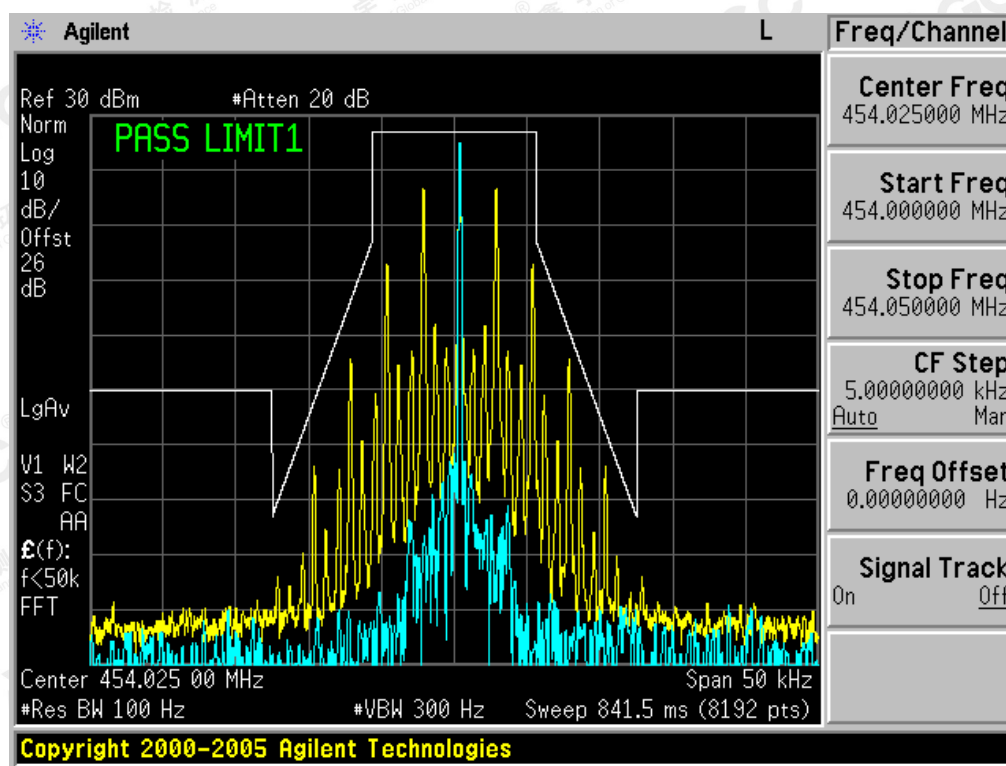 Agilent L Freq/Channel
Ref 30 dBm #Atten 20 dB
Norm
Log
10
dB/
Offst
26
dB
LgAv
V1 W2
S3 FC
AA
£(f):
f<50k
FFT
PASS LIMIT1
Center 454.025 00 MHz Span 50 kHz
#Res BW 100 Hz #VBW 300 Hz Sweep 841.5 ms (8192 pts)
Center Freq
454.025000 MHz
Start Freq
454.000000 MHz
Stop Freq
454.050000 MHz
CF Step
5.00000000 kHz
Auto Man
Freq Offset
0.00000000 Hz
Signal Track
On Off
Copyright 2000-2005 Agilent Technologies